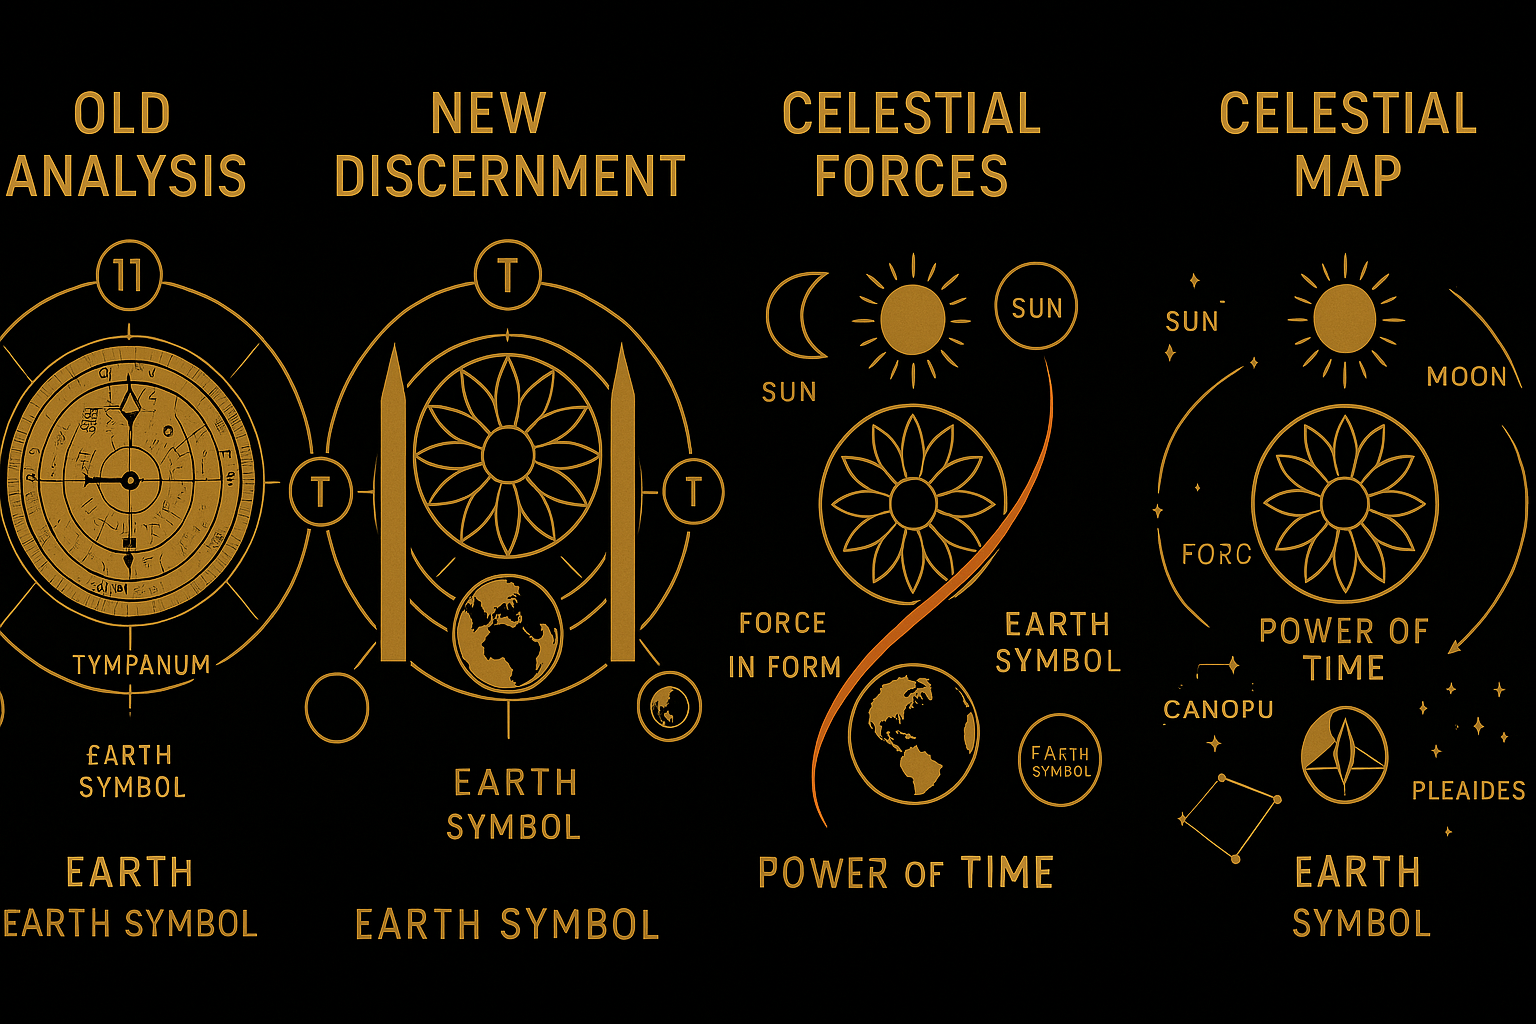 OLD
ANALYSIS
11
T
TYMPANUM
EARTH
SYMBOL
EARTH
EARTH SYMBOL
NEW
DISCERNMENT
T
T
EARTH
SYMBOL
EARTH SYMBOL
CELESTIAL
FORCES
SUN
SUN
FORCE
IN FORM
EARTH
SYMBOL
EARTH
SYMBOL
POWER OF TIME
CELESTIAL
MAP
SUN
MOON
FORC
POWER OF
TIME
CANOPU
PLEAIDES
EARTH
SYMBOL